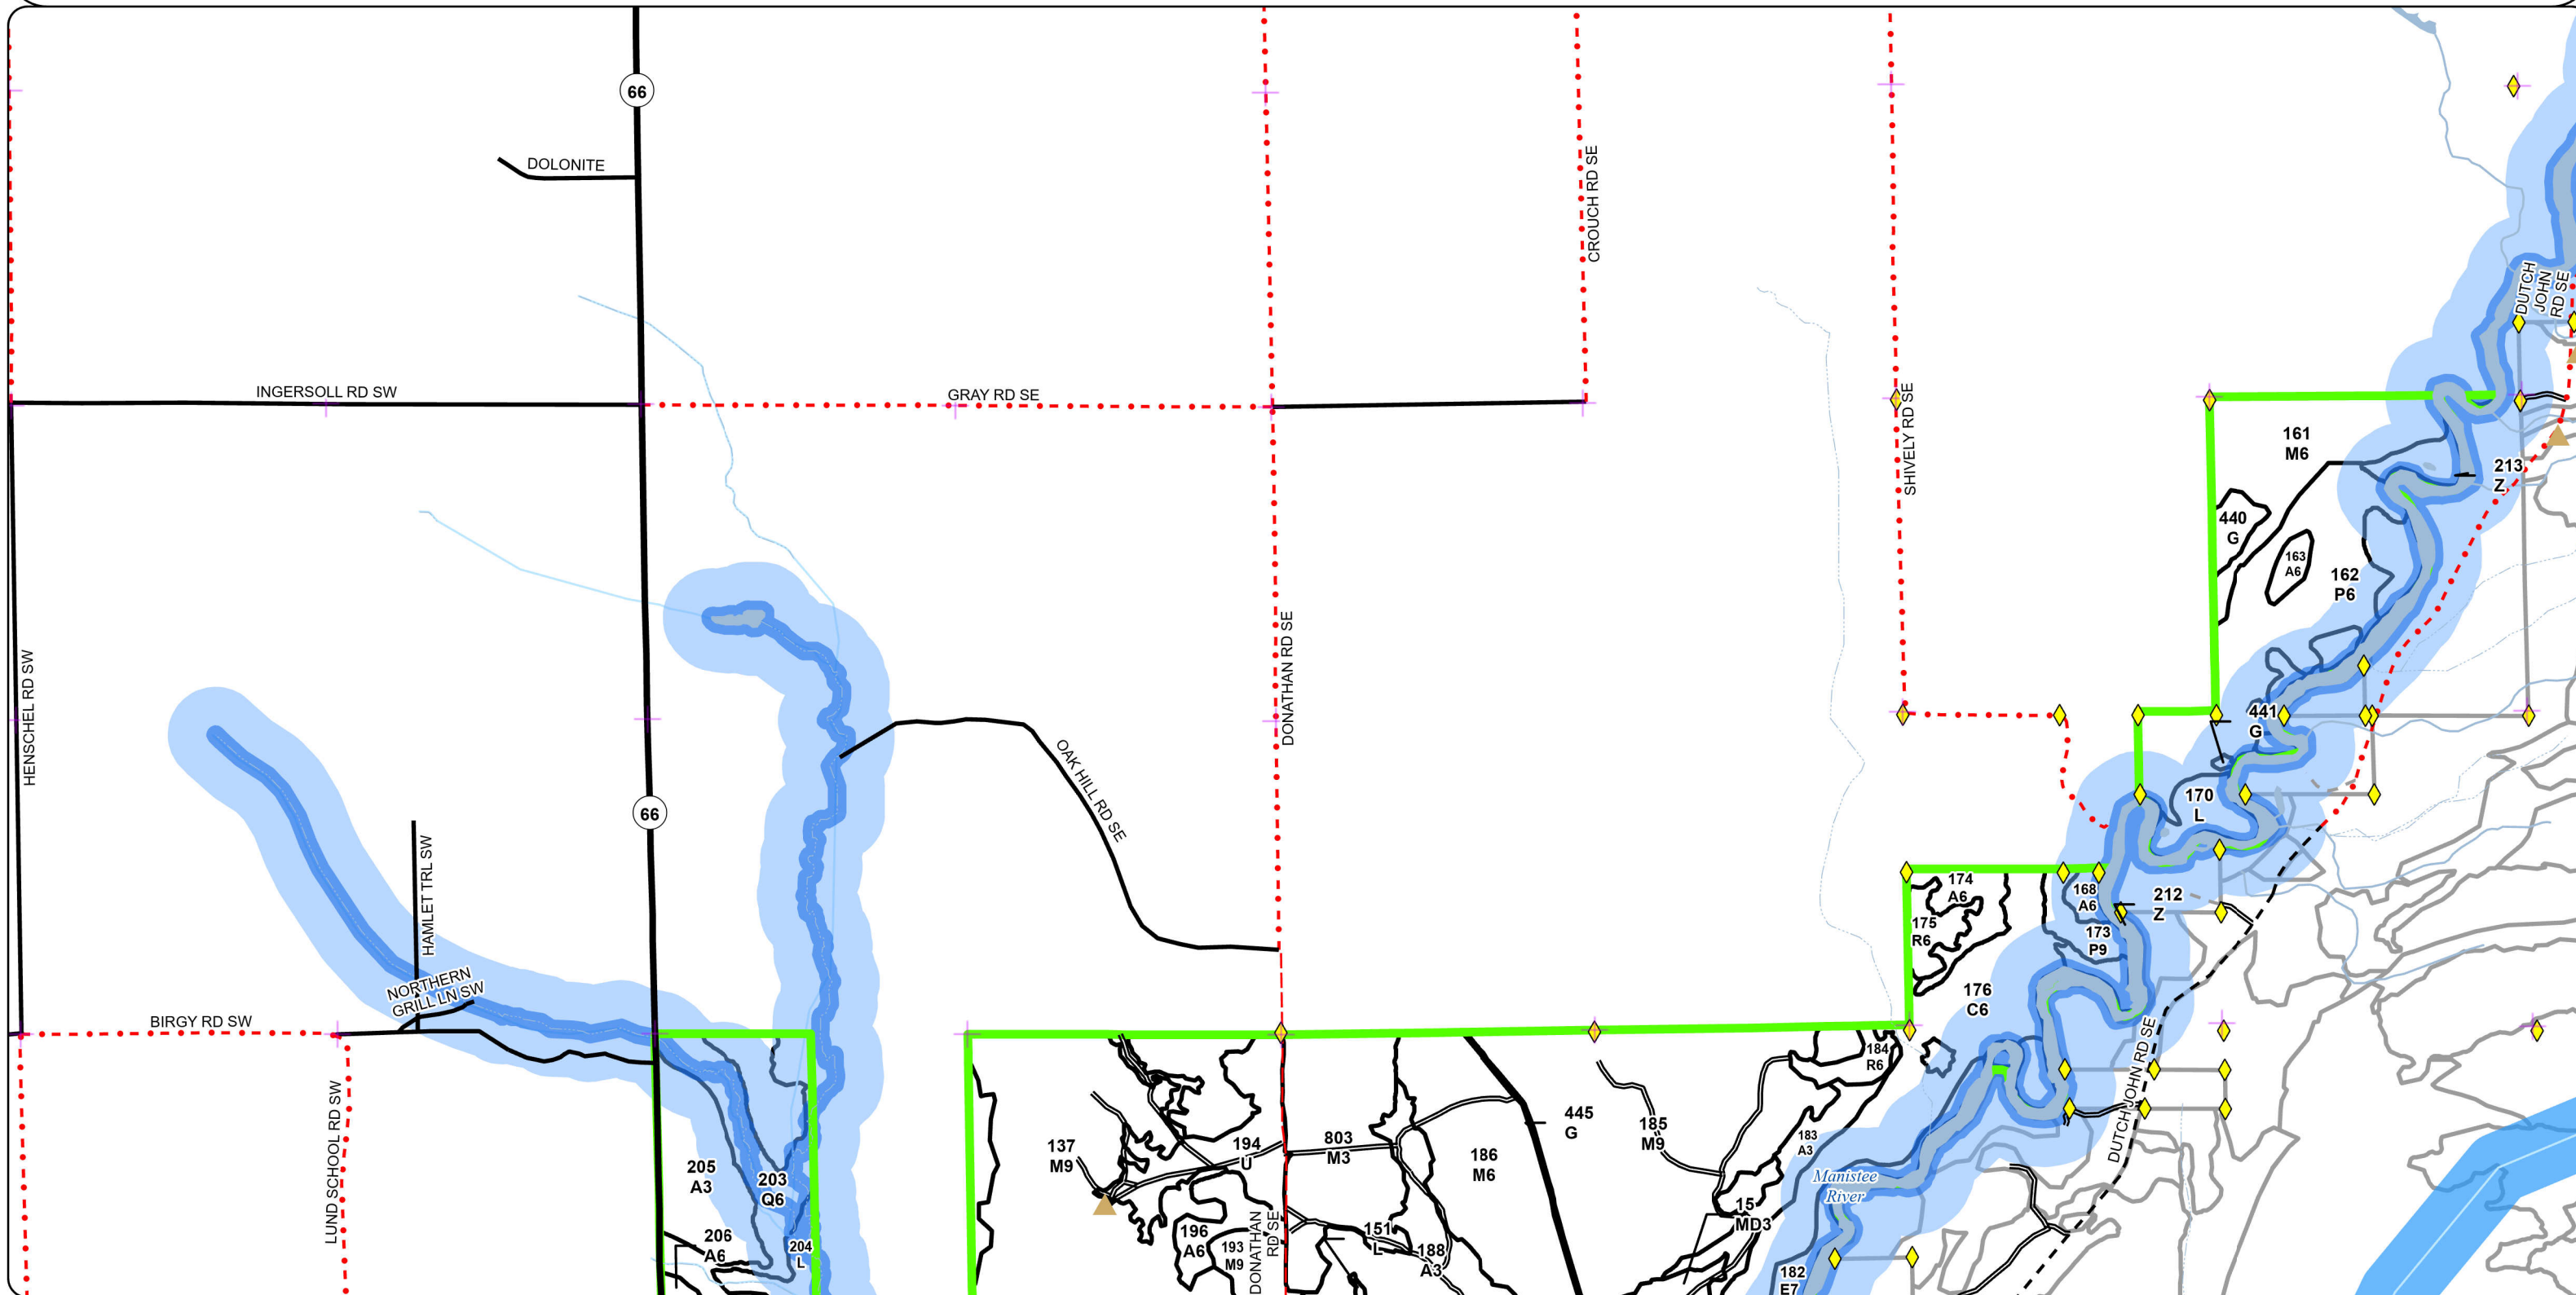 66
DOLONITE
CROUCH RD SE
DUTCH
JOHN
RD SE
INGERSOLL RD SW
GRAY RD SE
SHIVELY RD SE
161
M6
213
Z
440
G
163
A6
162
P6
HENSCHEL RD SW
DONATHAN RD SE
441
G
OAK HILL RD SE
66
170
L
HAMLET TRL SW
174
A6
168
A6
212
Z
175
R6
173
P9
NORTHERN
GRILL LN SW
176
C6
BIRGY RD SW
184
R6
DUTCH JOHN RD SE
LUND SCHOOL RD SW
445
G
185
M9
137
M9
194
U
803
M3
183
A3
186
M6
205
A3
203
Q6
Manistee
River
15
MD3
196
A6
193
M9
DONATHAN
RD SE
151
L
188
A3
206
A6
204
L
182
E7